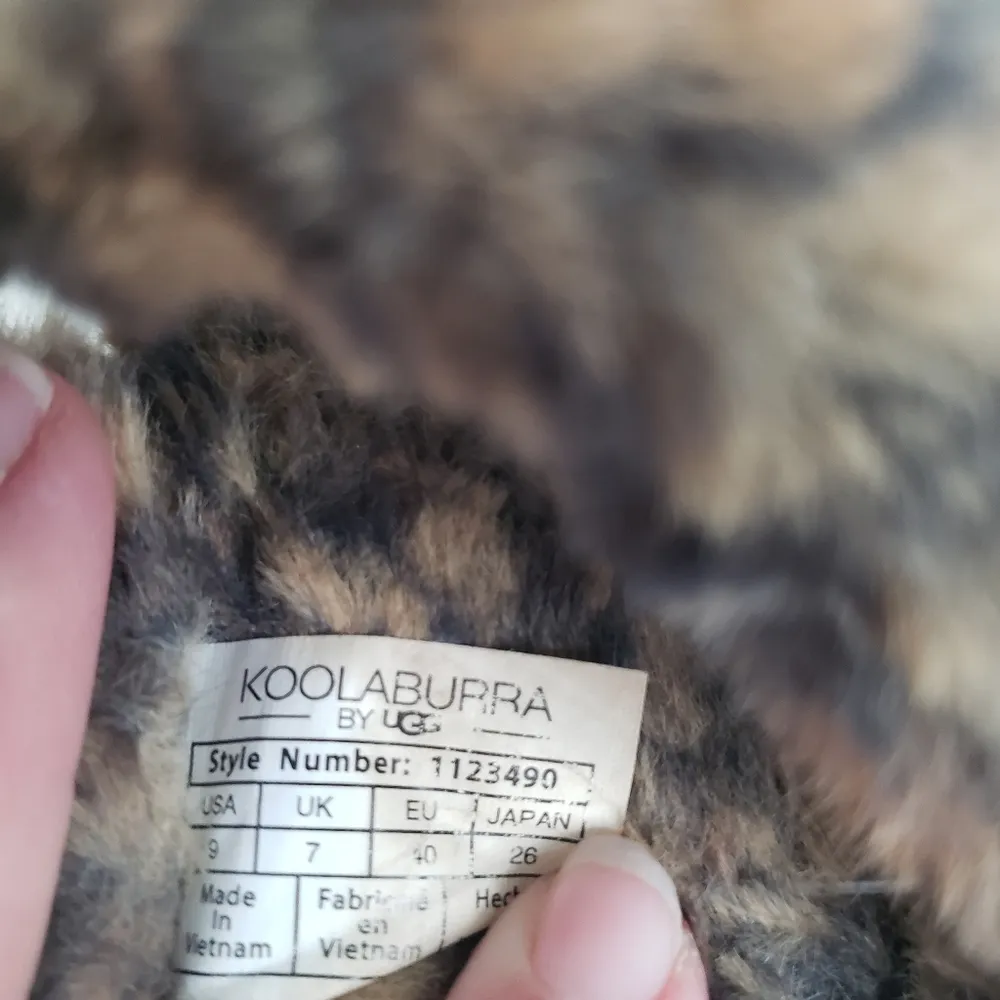 KOOLABURRA
BY UGG
Style Number: 1123490
USA UK EU JAPAN
9 7 40 26
Made Fabriqué
In en
Vietnam Vietnam